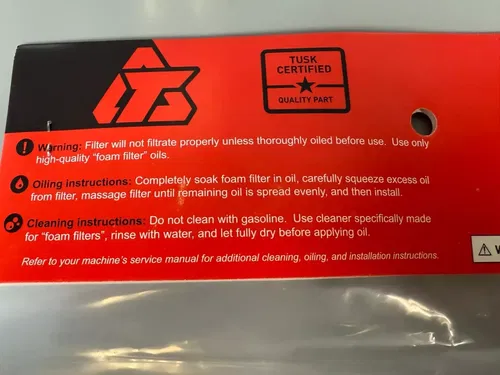 TUSK
CERTIFIED
QUALITY PART
Warning: Filter will not filtrate properly unless thoroughly oiled before use. Use only
high-quality "foam filter" oils.
Oiling instructions: Completely soak foam filter in oil, carefully squeeze excess oil
from filter, massage filter until remaining oil is spread evenly, and then install.
Cleaning instructions: Do not clean with gasoline. Use cleaner specifically made
for "foam filters", rinse with water, and let fully dry before applying oil.
Refer to your machine's service manual for additional cleaning, oiling, and installation instructions.